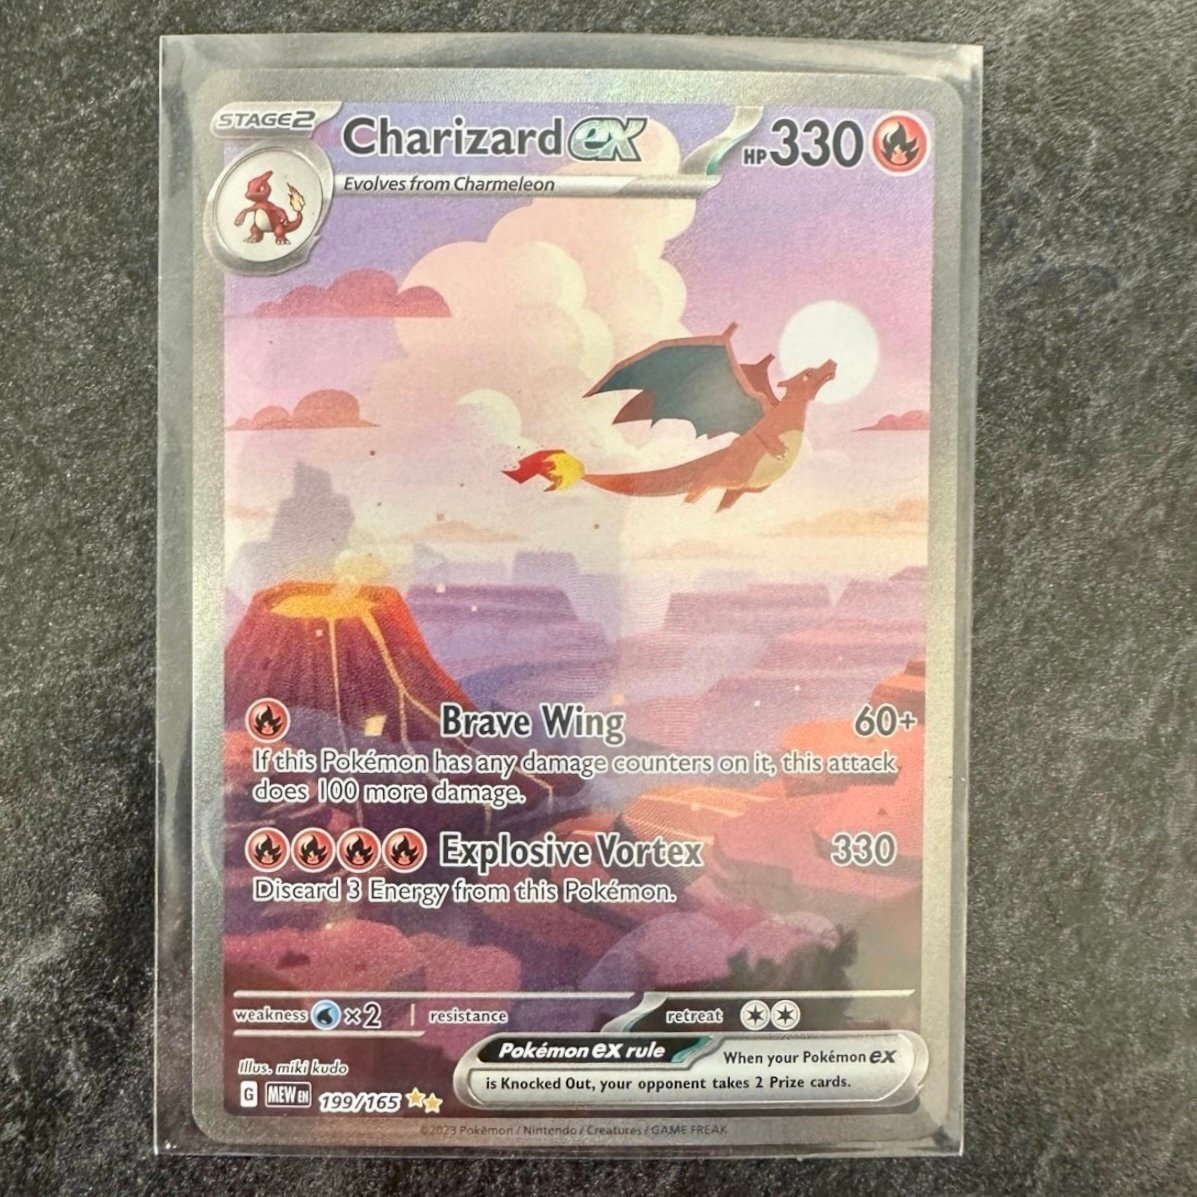 STAGE2
Charizard ex
HP 330
Evolves from Charmeleon
Brave Wing 60+
If this Pokémon has any damage counters on it, this attack
does 100 more damage.
Explosive Vortex 330
Discard 3 Energy from this Pokémon.
weakness ×2 resistance retreat
Pokémon ex rule When your Pokémon ex
is Knocked Out, your opponent takes 2 Prize cards.
Illus. miki kudo
G MEW EN 199/165
©2023 Pokémon / Nintendo / Creatures / GAME FREAK